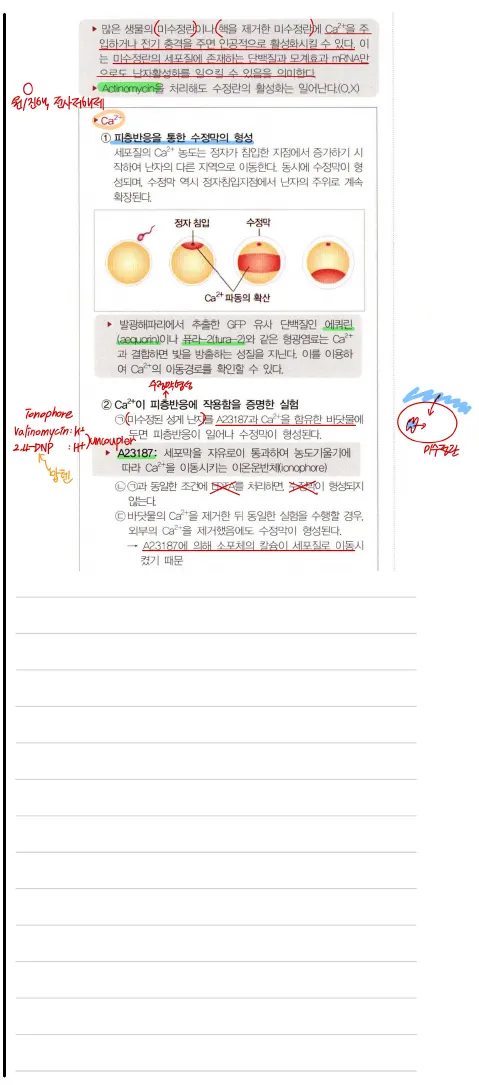 ▶ 많은 생물의 (미수정란)이나 (핵을 제거한 미수정란)에 Ca²⁺을 주
입하거나 전기 충격을 주면 인공적으로 활성화시킬 수 있다. 이
는 미수정란의 세포질에 존재하는 단백질과 모계효과 mRNA만
으로도 난자활성화를 일으킬 수 있음을 의미한다.
▶ Actinomycin을 처리해도 수정란의 활성화는 일어난다.(O,X)
O
원/진핵, 전사저해제
▶ Ca²⁺
① 피층반응을 통한 수정막의 형성
세포질의 Ca²⁺ 농도는 정자가 침입한 지점에서 증가하기 시
작하여 난자의 다른 지역으로 이동한다. 동시에 수정막이 형
성되며, 수정막 역시 정자침입지점에서 난자의 주위로 계속
확장된다.
정자 침입 수정막
Ca²⁺ 파동의 확산
▶ 발광해파리에서 추출한 GFP 유사 단백질인 에쿼린
(aequorin)이나 퓨라-2(fura-2)와 같은 형광염료는 Ca²⁺
과 결합하면 빛을 방출하는 성질을 지닌다. 이를 이용하
여 Ca²⁺의 이동경로를 확인할 수 있다.
수정막형성
② Ca²⁺이 피층반응에 작용함을 증명한 실험
㉠ (미수정된 성게 난자)를 A23187과 Ca²⁺을 함유한 바닷물에
두면 피층반응이 일어나 수정막이 형성된다.
Ionophore
Valinomycin: K⁺
2,4-DNP : H⁺
uncoupler
미수정란
▶ A23187: 세포막을 자유로이 통과하여 농도기울기에
따라 Ca²⁺을 이동시키는 이온운반체(ionophore)
㉡ ㉠과 동일한 조건에 EDTA를 처리하면, 수정막이 형성되지
않는다.
㉢ 바닷물의 Ca²⁺을 제거한 뒤 동일한 실험을 수행할 경우,
외부의 Ca²⁺을 제거했음에도 수정막이 형성된다.
→ A23187에 의해 소포체의 칼슘이 세포질로 이동시
켰기 때문